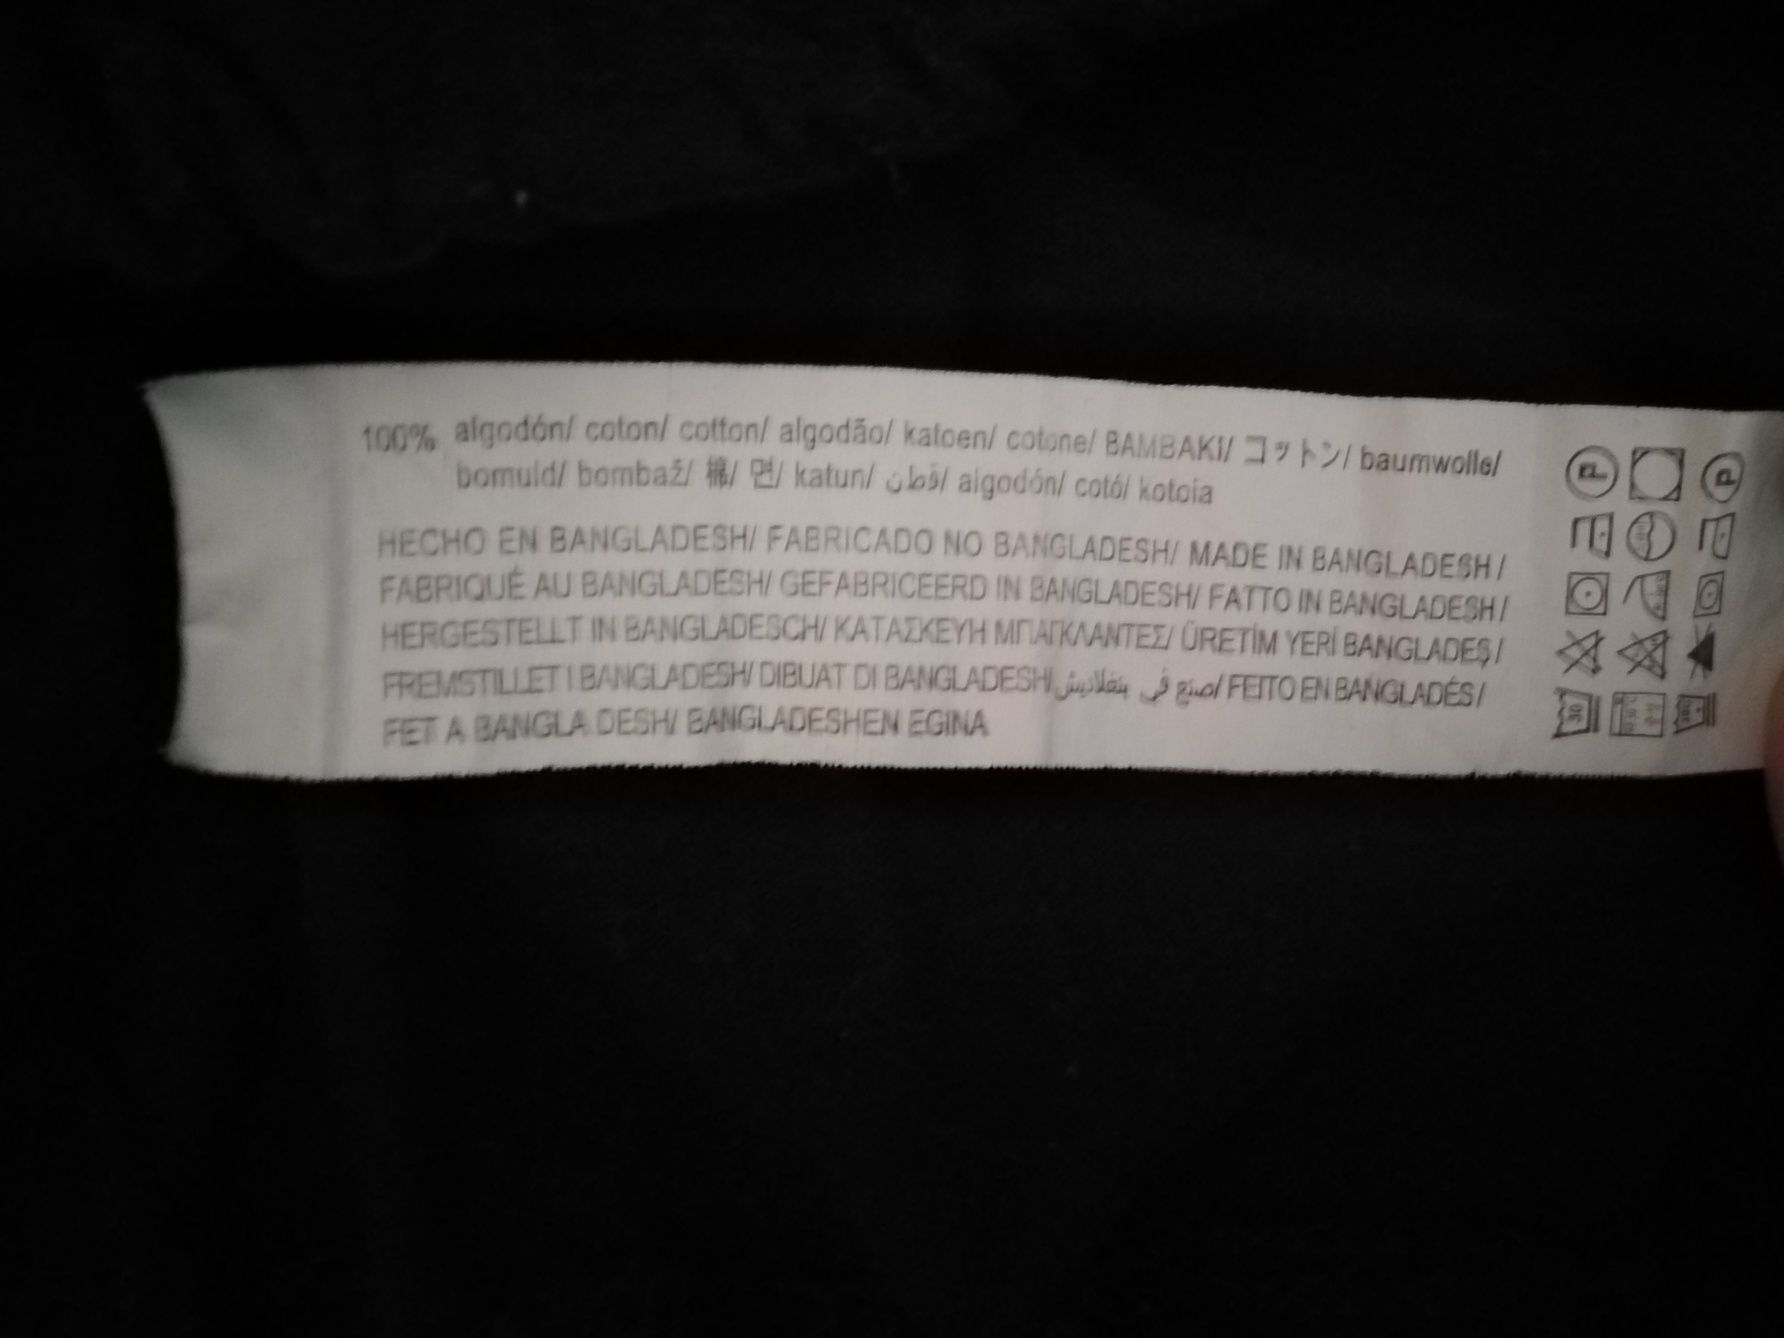 100% algodón/ coton/ cotton/ algodão/ katoen/ cotone/ BAMBAKI/ コットン/ baumwolle/
bomuld/ bombaž/ 棉/ 면/ katun/ قطن/ algodón/ cotó/ kotoia
HECHO EN BANGLADESH/ FABRICADO NO BANGLADESH/ MADE IN BANGLADESH /
FABRIQUÉ AU BANGLADESH/ GEFABRICEERD IN BANGLADESH/ FATTO IN BANGLADESH /
HERGESTELLT IN BANGLADESCH/ ΚΑΤΑΣΚΕΥΗ ΜΠΑΓΚΛΑΝΤΕΣ/ ÜRETİM YERİ BANGLADEŞ /
FREMSTILLET I BANGLADESH/ DIBUAT DI BANGLADESH/ صنع في بنغلاديش/ FEITO EN BANGLADÉS /
FET A BANGLA DESH/ BANGLADESHEN EGINA
P P
30